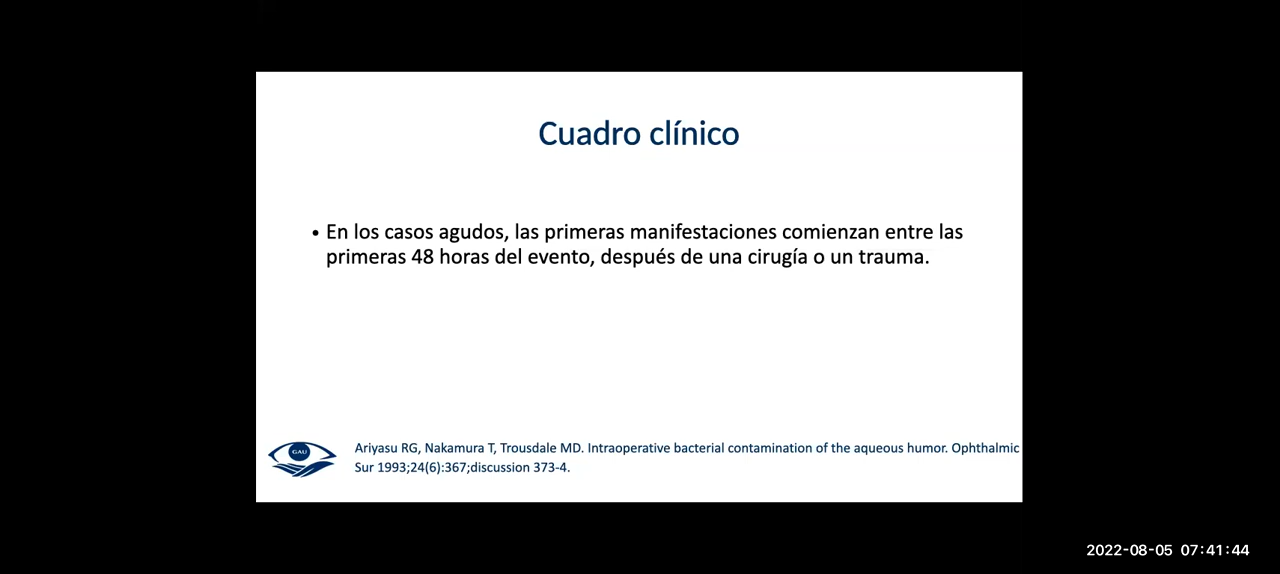 Cuadro clínico
• En los casos agudos, las primeras manifestaciones comienzan entre las
primeras 48 horas del evento, después de una cirugía o un trauma.
GAU
Ariyasu RG, Nakamura T, Trousdale MD. Intraoperative bacterial contamination of the aqueous humor. Ophthalmic
Sur 1993;24(6):367;discussion 373-4.
2022-08-05 07:41:44